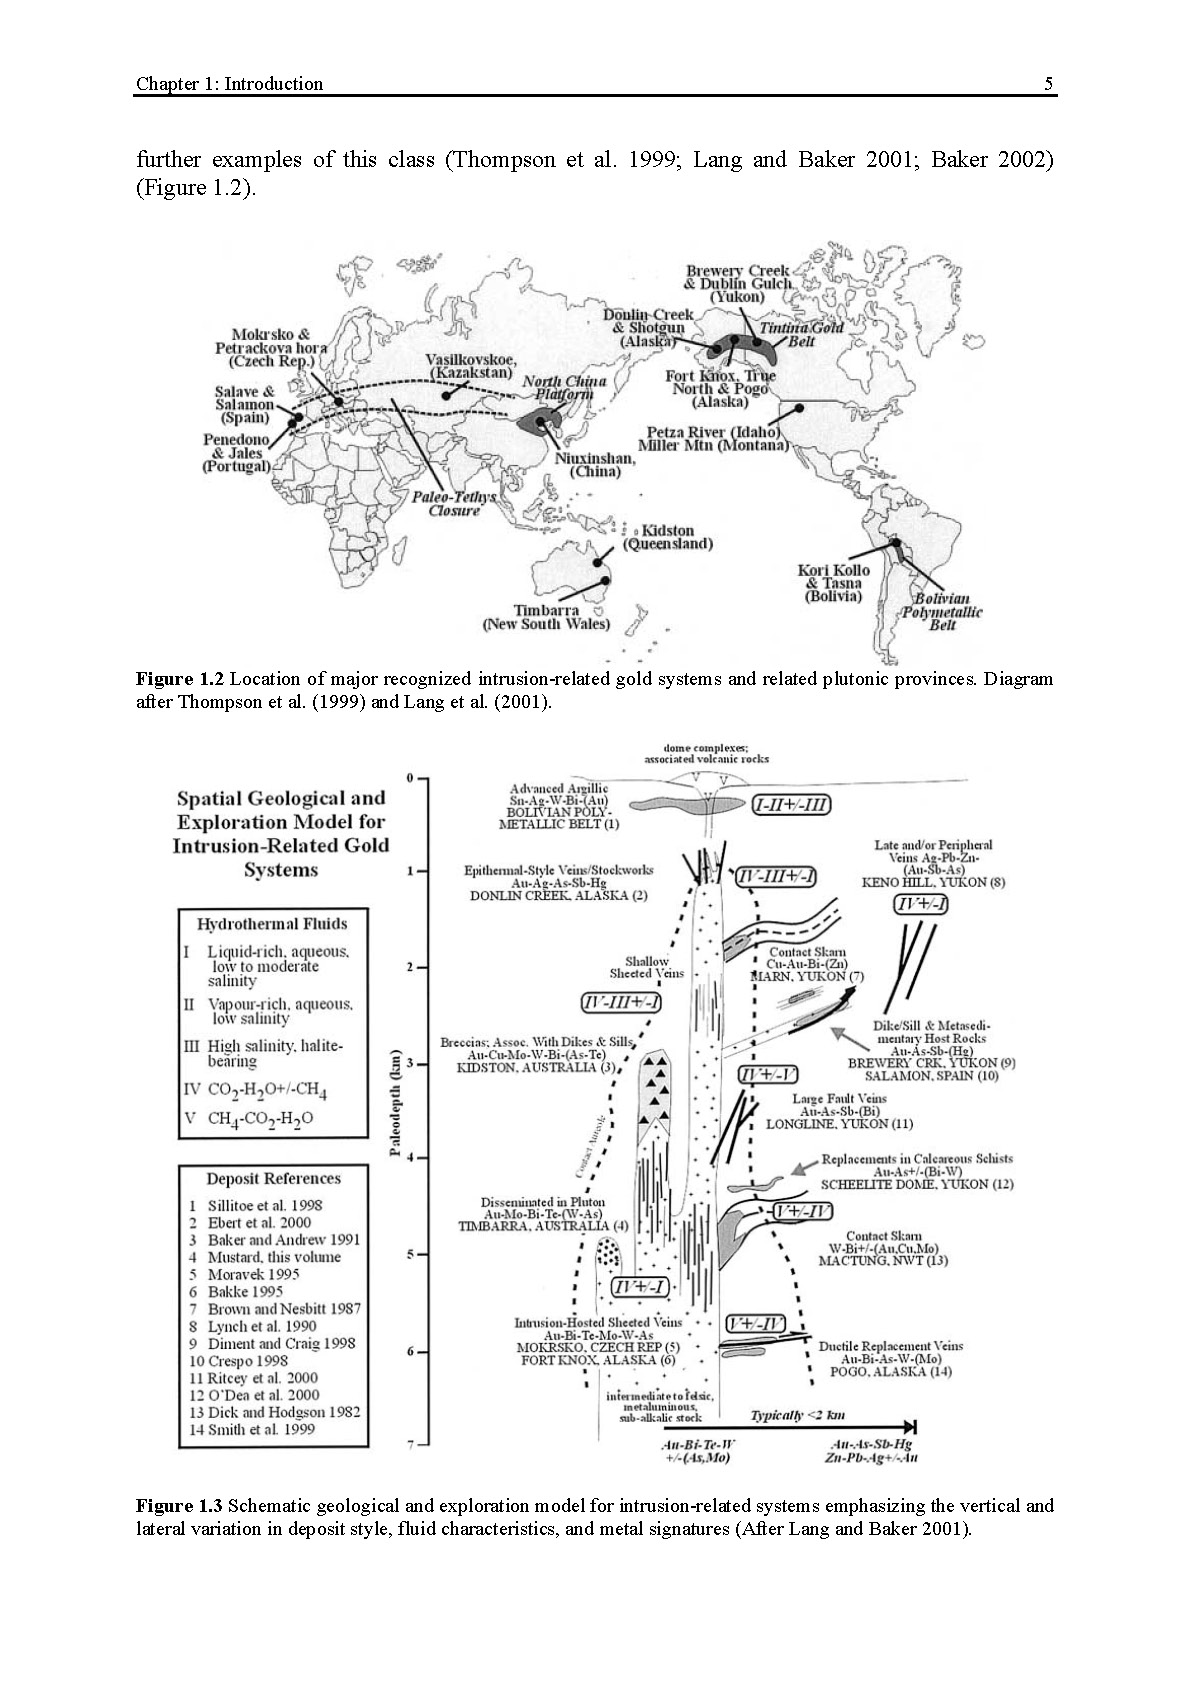 Chapter 1: Introduction 5
further examples of this class (Thompson et al. 1999; Lang and Baker 2001; Baker 2002)
(Figure 1.2).
Brewery Creek
& Dublin Gulch
(Yukon)
Donlin Creek
& Shotgun
(Alaska)
Tintina Gold
Belt
Mokrsko &
Petrackova hora
(Czech Rep.)
Vasilkovskoe,
(Kazakstan)
North China
Platform
Fort Knox, True
North & Pogo
(Alaska)
Salave &
Salamon
(Spain)
Penedono
& Jales
(Portugal)
Petza River (Idaho)
Miller Mtn (Montana)
Niuxinshan,
(China)
Paleo-Tethys
Closure
Kidston
(Queensland)
Kori Kollo
& Tasna
(Bolivia)
Bolivian
Polymetallic
Belt
Timbarra
(New South Wales)
Figure 1.2 Location of major recognized intrusion-related gold systems and related plutonic provinces. Diagram
after Thompson et al. (1999) and Lang et al. (2001).
Spatial Geological and
Exploration Model for
Intrusion-Related Gold
Systems
Hydrothermal Fluids
I Liquid-rich, aqueous,
low to moderate
salinity
II Vapour-rich, aqueous,
low salinity
III High salinity, halite-
bearing
IV CO2-H2O+/-CH4
V CH4-CO2-H2O
Deposit References
1 Sillitoe et al. 1998
2 Ebert et al. 2000
3 Baker and Andrew 1991
4 Mustard, this volume
5 Moravek 1995
6 Bakke 1995
7 Brown and Nesbitt 1987
8 Lynch et al. 1990
9 Diment and Craig 1998
10 Crespo 1998
11 Ritcey et al. 2000
12 O'Dea et al. 2000
13 Dick and Hodgson 1982
14 Smith et al. 1999
Paleodepth (km)
0
1
2
3
4
5
6
7
dome complexes;
associated volcanic rocks
Advanced Argillic
Sn-Ag-W-Bi-(Au)
BOLIVIAN POLY-
METALLIC BELT (1)
I-II+/-III
Epithermal-Style Veins/Stockworks
Au-Ag-As-Sb-Hg
DONLIN CREEK, ALASKA (2)
IV-III+/-I
Late and/or Peripheral
Veins Ag-Pb-Zn-
(Au-Sb-As)
KENO HILL, YUKON (8)
IV+/-I
Shallow
Sheeted Veins
IV-III+/-I
Contact Skarn
Cu-Au-Bi-(Zn)
MARN, YUKON (7)
Breccias; Assoc. With Dikes & Sills
Au-Cu-Mo-W-Bi-(As-Te)
KIDSTON, AUSTRALIA (3)
Dike/Sill & Metasedi-
mentary Host Rocks
Au-As-Sb-(Hg)
BREWERY CRK, YUKON (9)
SALAMON, SPAIN (10)
IV+/-V
Large Fault Veins
Au-As-Sb-(Bi)
LONGLINE, YUKON (11)
Contact Aureole
Replacements in Calcareous Schists
Au-As+/-(Bi-W)
SCHEELITE DOME, YUKON (12)
Disseminated in Pluton
Au-Mo-Bi-Te-(W-As)
TIMBARRA, AUSTRALIA (4)
V+/-IV
Contact Skarn
W-Bi+/-(Au,Cu,Mo)
MACTUNG, NWT (13)
IV+/-I
Intrusion-Hosted Sheeted Veins
Au-Bi-Te-Mo-W-As
MOKRSKO, CZECH REP (5)
FORT KNOX, ALASKA (6)
V+/-IV
Ductile Replacement Veins
Au-Bi-As-W-(Mo)
POGO, ALASKA (14)
intermediate to felsic,
metaluminous,
sub-alkalic stock
Typically <2 km
Au-Bi-Te-W
+/-(As,Mo)
Au-As-Sb-Hg
Zn-Pb-Ag+/-Au
Figure 1.3 Schematic geological and exploration model for intrusion-related systems emphasizing the vertical and
lateral variation in deposit style, fluid characteristics, and metal signatures (After Lang and Baker 2001).